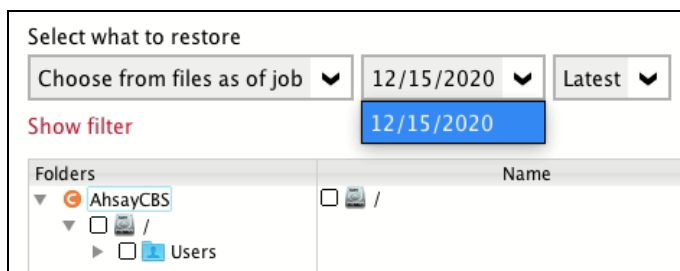 Select what to restore
Choose from files as of job 12/15/2020 Latest
Show filter 12/15/2020
Folders Name
AhsayCBS /
/
Users